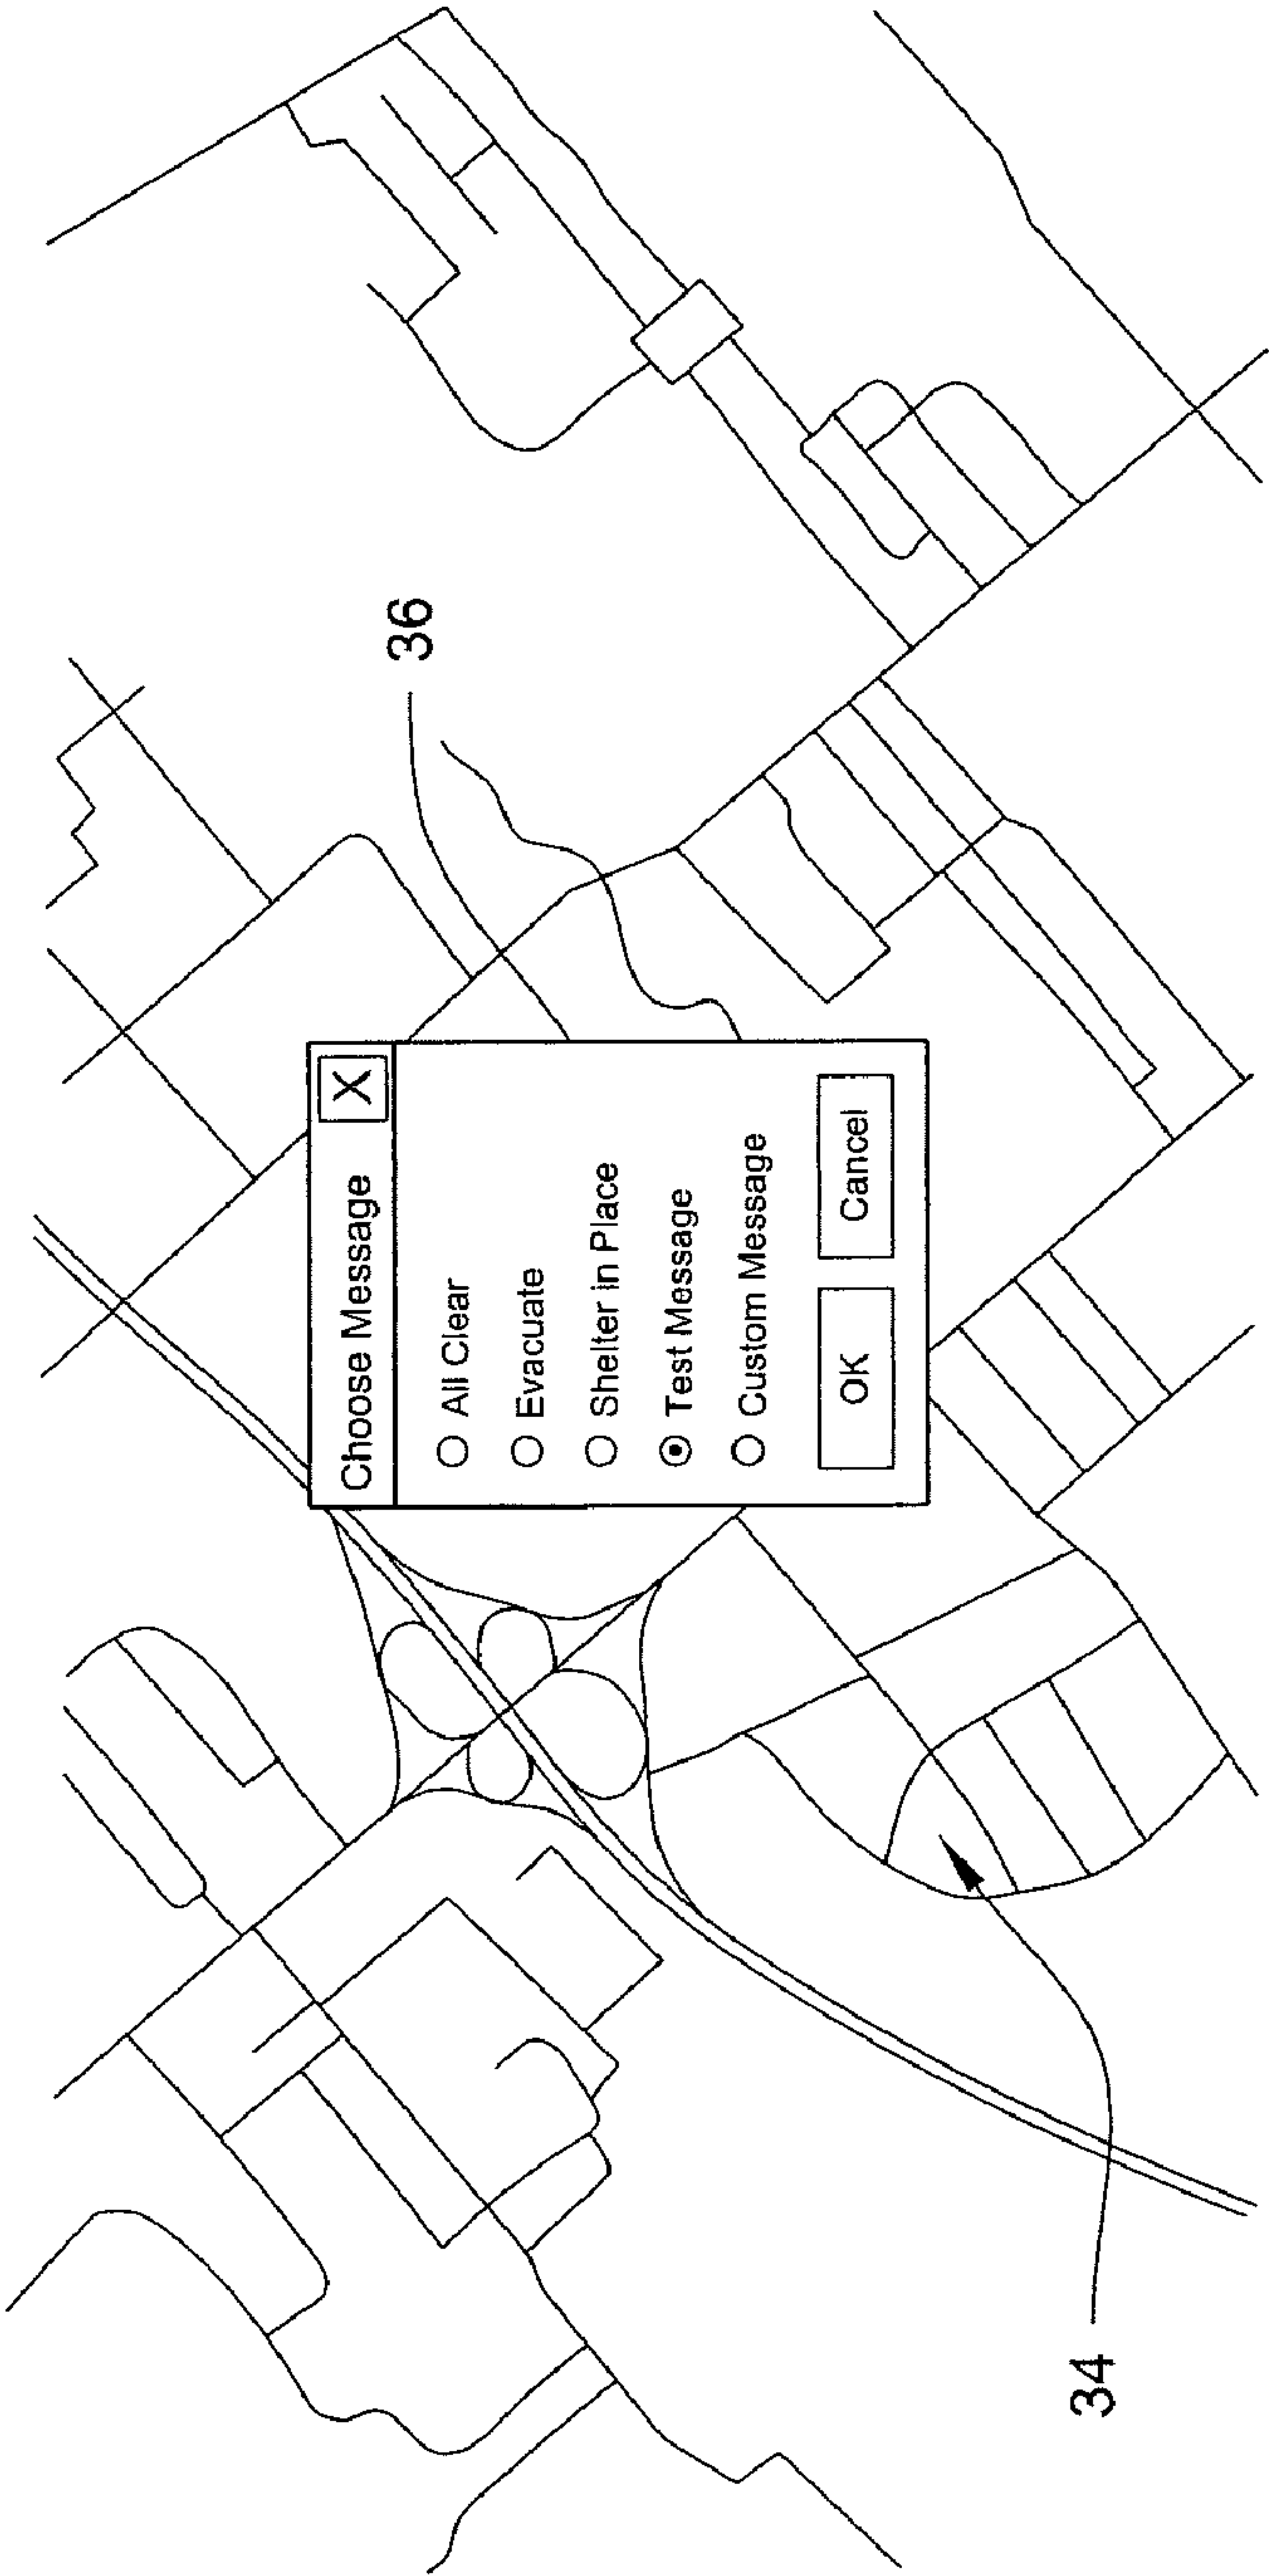 36
Choose Message X
All Clear
Evacuate
Shelter in Place
Test Message
Custom Message
OK Cancel
34